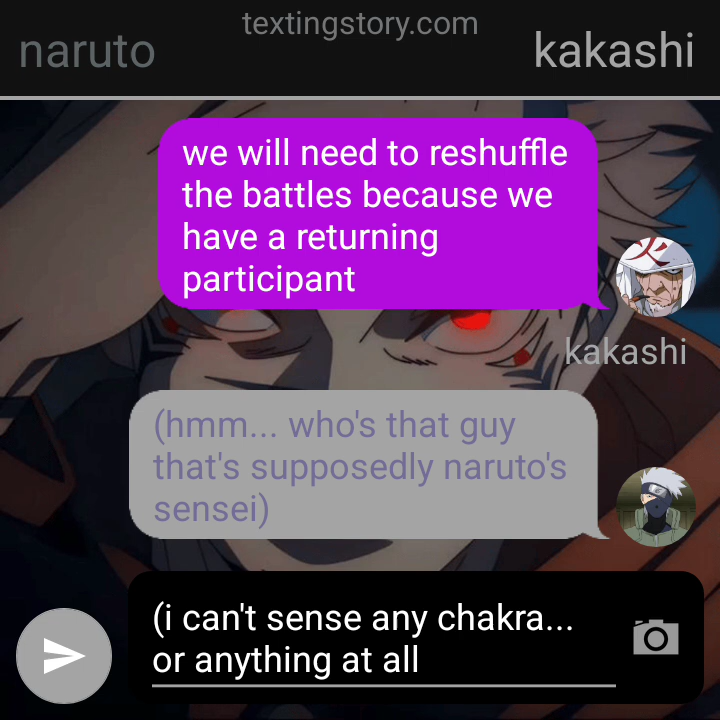 textingstory.com
naruto
kakashi
we will need to reshuffle
the battles because we
have a returning
participant
kakashi
(hmm... who's that guy
that's supposedly naruto's
sensei)
(i can't sense any chakra...
or anything at all